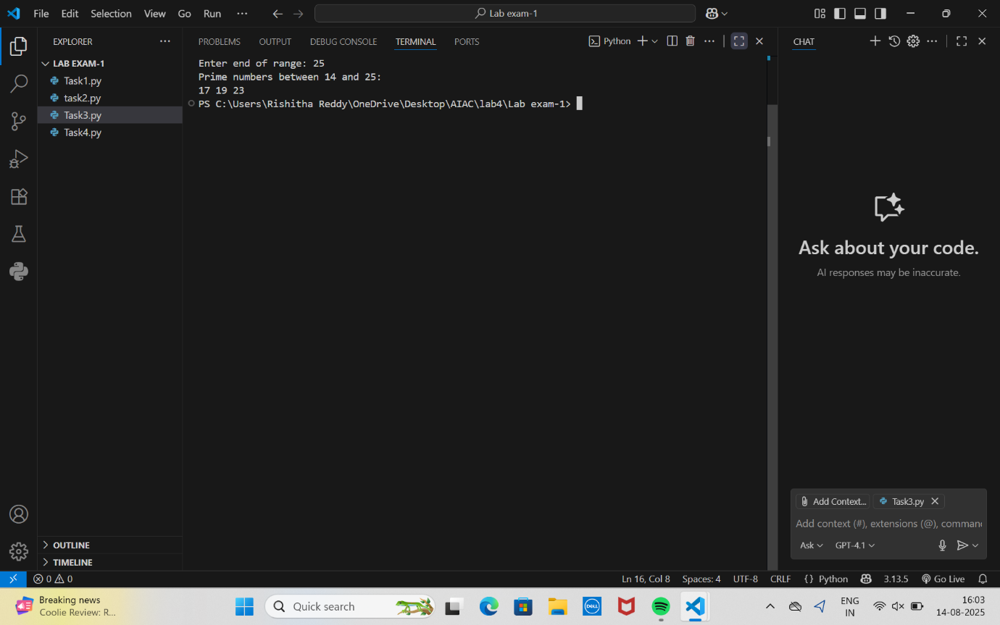 File Edit Selection View Go Run ···
Lab exam-1
EXPLORER
LAB EXAM-1
Task1.py
task2.py
Task3.py
Task4.py
OUTLINE
TIMELINE
PROBLEMS OUTPUT DEBUG CONSOLE TERMINAL PORTS
Python
Enter end of range: 25
Prime numbers between 14 and 25:
17 19 23
PS C:\Users\Rishitha Reddy\OneDrive\Desktop\AIAC\lab4\Lab exam-1>
CHAT
Ask about your code.
AI responses may be inaccurate.
Add Context... Task3.py
Add context (#), extensions (@), comman
Ask GPT-4.1
0 0
Ln 16, Col 8 Spaces: 4 UTF-8 CRLF {} Python 3.13.5 Go Live
Breaking news
Coolie Review: R...
Quick search
DELL
ENG
IN
16:03
14-08-2025